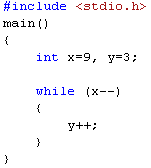 #include <stdio.h>
main()
{
int x=9, y=3;
while (x--)
{
y++;
}
}